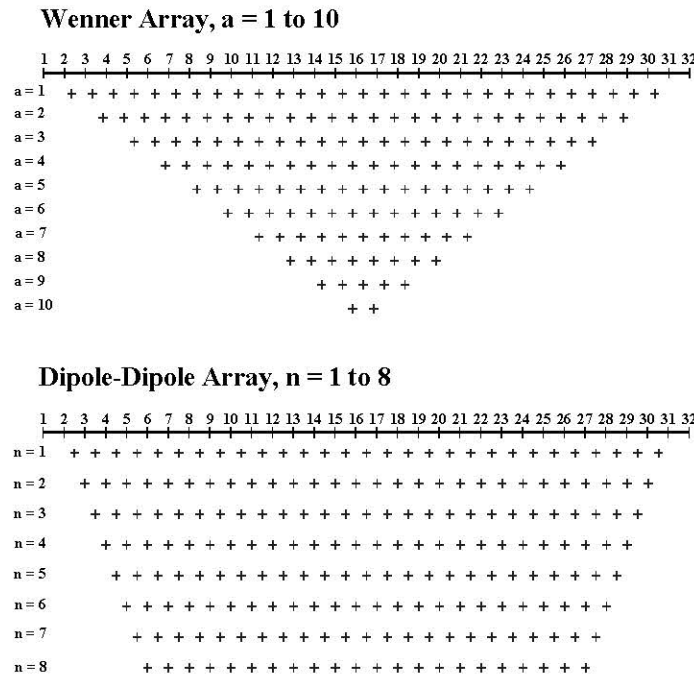 Wenner Array, a = 1 to 10
1 2 3 4 5 6 7 8 9 10 11 12 13 14 15 16 17 18 19 20 21 22 23 24 25 26 27 28 29 30 31 32
a = 1
a = 2
a = 3
a = 4
a = 5
a = 6
a = 7
a = 8
a = 9
a = 10
Dipole-Dipole Array, n = 1 to 8
1 2 3 4 5 6 7 8 9 10 11 12 13 14 15 16 17 18 19 20 21 22 23 24 25 26 27 28 29 30 31 32
n = 1
n = 2
n = 3
n = 4
n = 5
n = 6
n = 7
n = 8